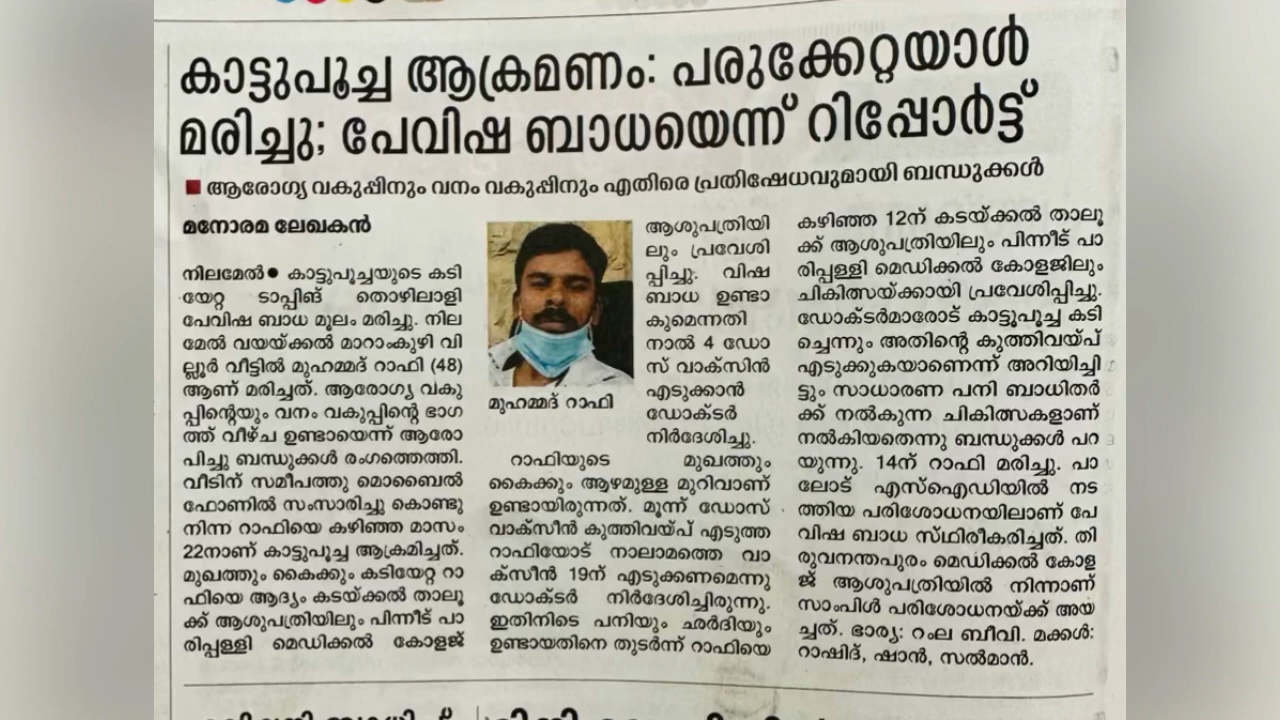 കാട്ടുപൂച്ച ആക്രമണം: പരുക്കേറ്റയാൾ
മരിച്ചു; പേവിഷ ബാധയെന്ന് റിപ്പോർട്ട്
ആരോഗ്യ വകുപ്പിനും വനം വകുപ്പിനും എതിരെ പ്രതിഷേധവുമായി ബന്ധുക്കൾ
മനോരമ ലേഖകൻ
നിലമേൽ● കാട്ടുപൂച്ചയുടെ കടി
യേറ്റ ടാപ്പിങ് തൊഴിലാളി
പേവിഷ ബാധ മൂലം മരിച്ചു. നില
മേൽ വയയ്ക്കൽ മാറാംകുഴി വി
ല്ലൂർ വീട്ടിൽ മുഹമ്മദ് റാഫി (48)
ആണ് മരിച്ചത്. ആരോഗ്യ വകു
പ്പിന്റെയും വനം വകുപ്പിന്റെ ഭാഗ
ത്ത് വീഴ്ച ഉണ്ടായെന്ന് ആരോ
പിച്ചു ബന്ധുക്കൾ രംഗത്തെത്തി.
വീടിന് സമീപത്തു മൊബൈൽ
ഫോണിൽ സംസാരിച്ചു കൊണ്ടു
നിന്ന റാഫിയെ കഴിഞ്ഞ മാസം
22നാണ് കാട്ടുപൂച്ച ആക്രമിച്ചത്.
മുഖത്തും കൈക്കും കടിയേറ്റ റാ
ഫിയെ ആദ്യം കടയ്ക്കൽ താലൂ
ക്ക് ആശുപത്രിയിലും പിന്നീട് പാ
രിപ്പള്ളി മെഡിക്കൽ കോളജ്
മുഹമ്മദ് റാഫി
ആശുപത്രിയി
ലും പ്രവേശി
പ്പിച്ചു. വിഷ
ബാധ ഉണ്ടാ
കുമെന്നതി
നാൽ 4 ഡോ
സ് വാക്സിൻ
എടുക്കാൻ
ഡോക്ടർ
നിർദേശിച്ചു.
റാഫിയുടെ മുഖത്തും
കൈക്കും ആഴമുള്ള മുറിവാണ്
ഉണ്ടായിരുന്നത്. മൂന്ന് ഡോസ്
വാക്സീൻ കുത്തിവയ്പ് എടുത്ത
റാഫിയോട് നാലാമത്തെ വാ
ക്സീൻ 19ന് എടുക്കണമെന്നു
ഡോക്ടർ നിർദേശിച്ചിരുന്നു.
ഇതിനിടെ പനിയും ഛർദിയും
ഉണ്ടായതിനെ തുടർന്ന് റാഫിയെ
കഴിഞ്ഞ 12ന് കടയ്ക്കൽ താലൂ
ക്ക് ആശുപത്രിയിലും പിന്നീട് പാ
രിപ്പള്ളി മെഡിക്കൽ കോളജിലും
ചികിത്സയ്ക്കായി പ്രവേശിപ്പിച്ചു.
ഡോക്ടർമാരോട് കാട്ടുപൂച്ച കടി
ച്ചെന്നും അതിന്റെ കുത്തിവയ്പ്
എടുക്കുകയാണെന്ന് അറിയിച്ചി
ട്ടും സാധാരണ പനി ബാധിതർ
ക്ക് നൽകുന്ന ചികിത്സകളാണ്
നൽകിയതെന്നു ബന്ധുക്കൾ പറ
യുന്നു. 14ന് റാഫി മരിച്ചു. പാ
ലോട് എസ്ഐഡിയിൽ നട
ത്തിയ പരിശോധനയിലാണ് പേ
വിഷ ബാധ സ്ഥിരീകരിച്ചത്. തി
രുവനന്തപുരം മെഡിക്കൽ കോള
ജ് ആശുപത്രിയിൽ നിന്നാണ്
സാംപിൾ പരിശോധനയ്ക്ക് അയ
ച്ചത്. ഭാര്യ: റംല ബീവി. മക്കൾ:
റാഷിദ്, ഷാൻ, സൽമാൻ.